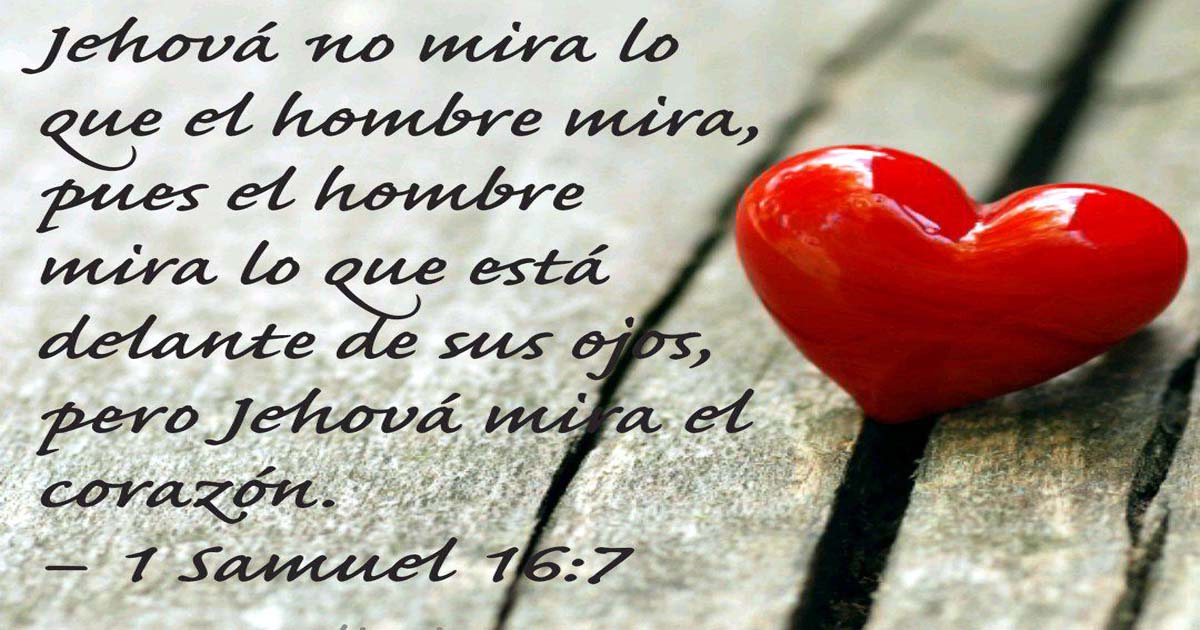 Jehová no mira lo
que el hombre mira,
pues el hombre
mira lo que está
delante de sus ojos,
pero Jehová mira el
corazón.
– 1 Samuel 16:7